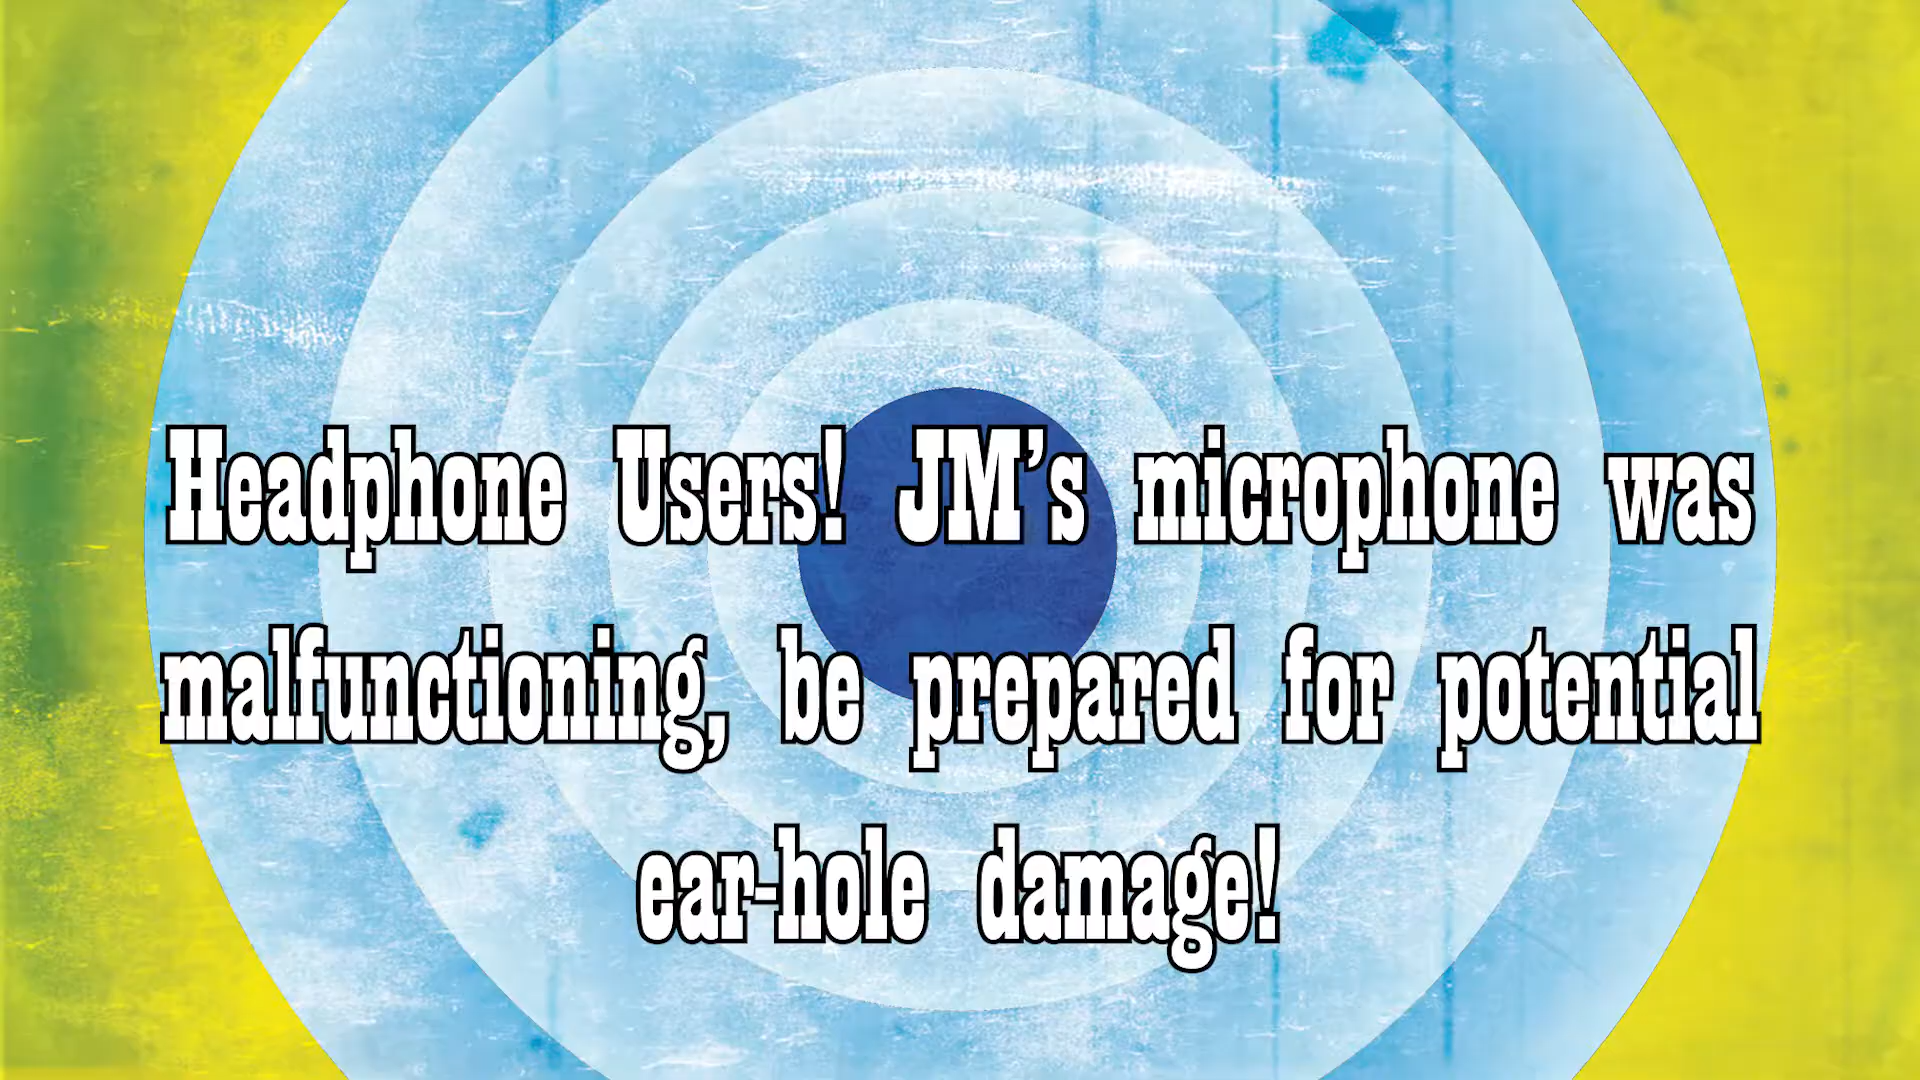 Headphone Users! JM’s microphone was
malfunctioning, be prepared for potential
ear-hole damage!